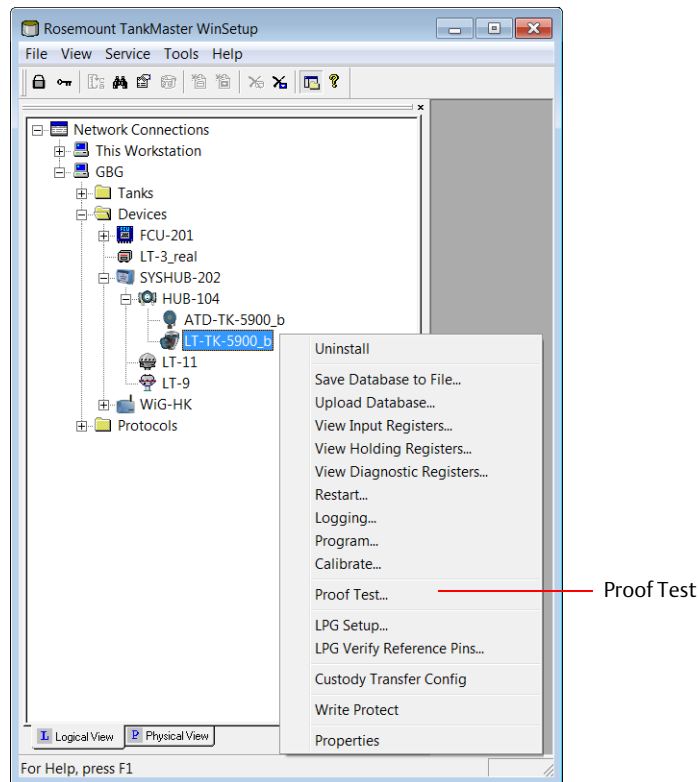 Rosemount TankMaster WinSetup
File View Service Tools Help
Network Connections
This Workstation
GBG
Tanks
Devices
FCU-201
LT-3_real
SYSHUB-202
HUB-104
ATD-TK-5900_b
LT-TK-5900_b
LT-11
LT-9
WiG-HK
Protocols
Uninstall
Save Database to File...
Upload Database...
View Input Registers...
View Holding Registers...
View Diagnostic Registers...
Restart...
Logging...
Program...
Calibrate...
Proof Test...
Proof Test
LPG Setup...
LPG Verify Reference Pins...
Custody Transfer Config
Write Protect
Properties
L Logical View P Physical View
For Help, press F1